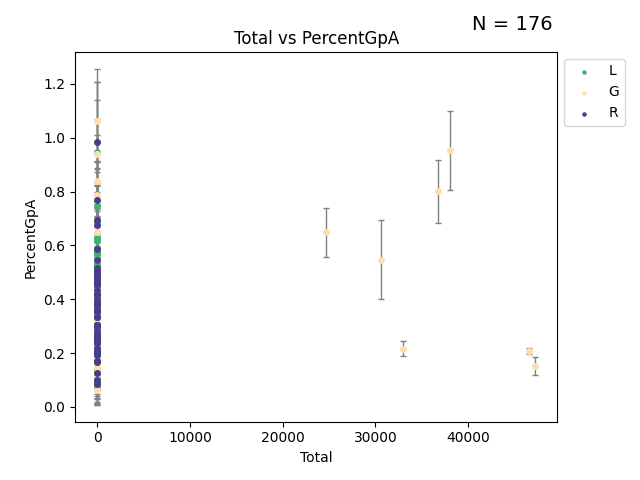 N = 176
Total vs PercentGpA
L
G
R
PercentGpA
1.2
1.0
0.8
0.6
0.4
0.2
0.0
0 10000 20000 30000 40000
Total